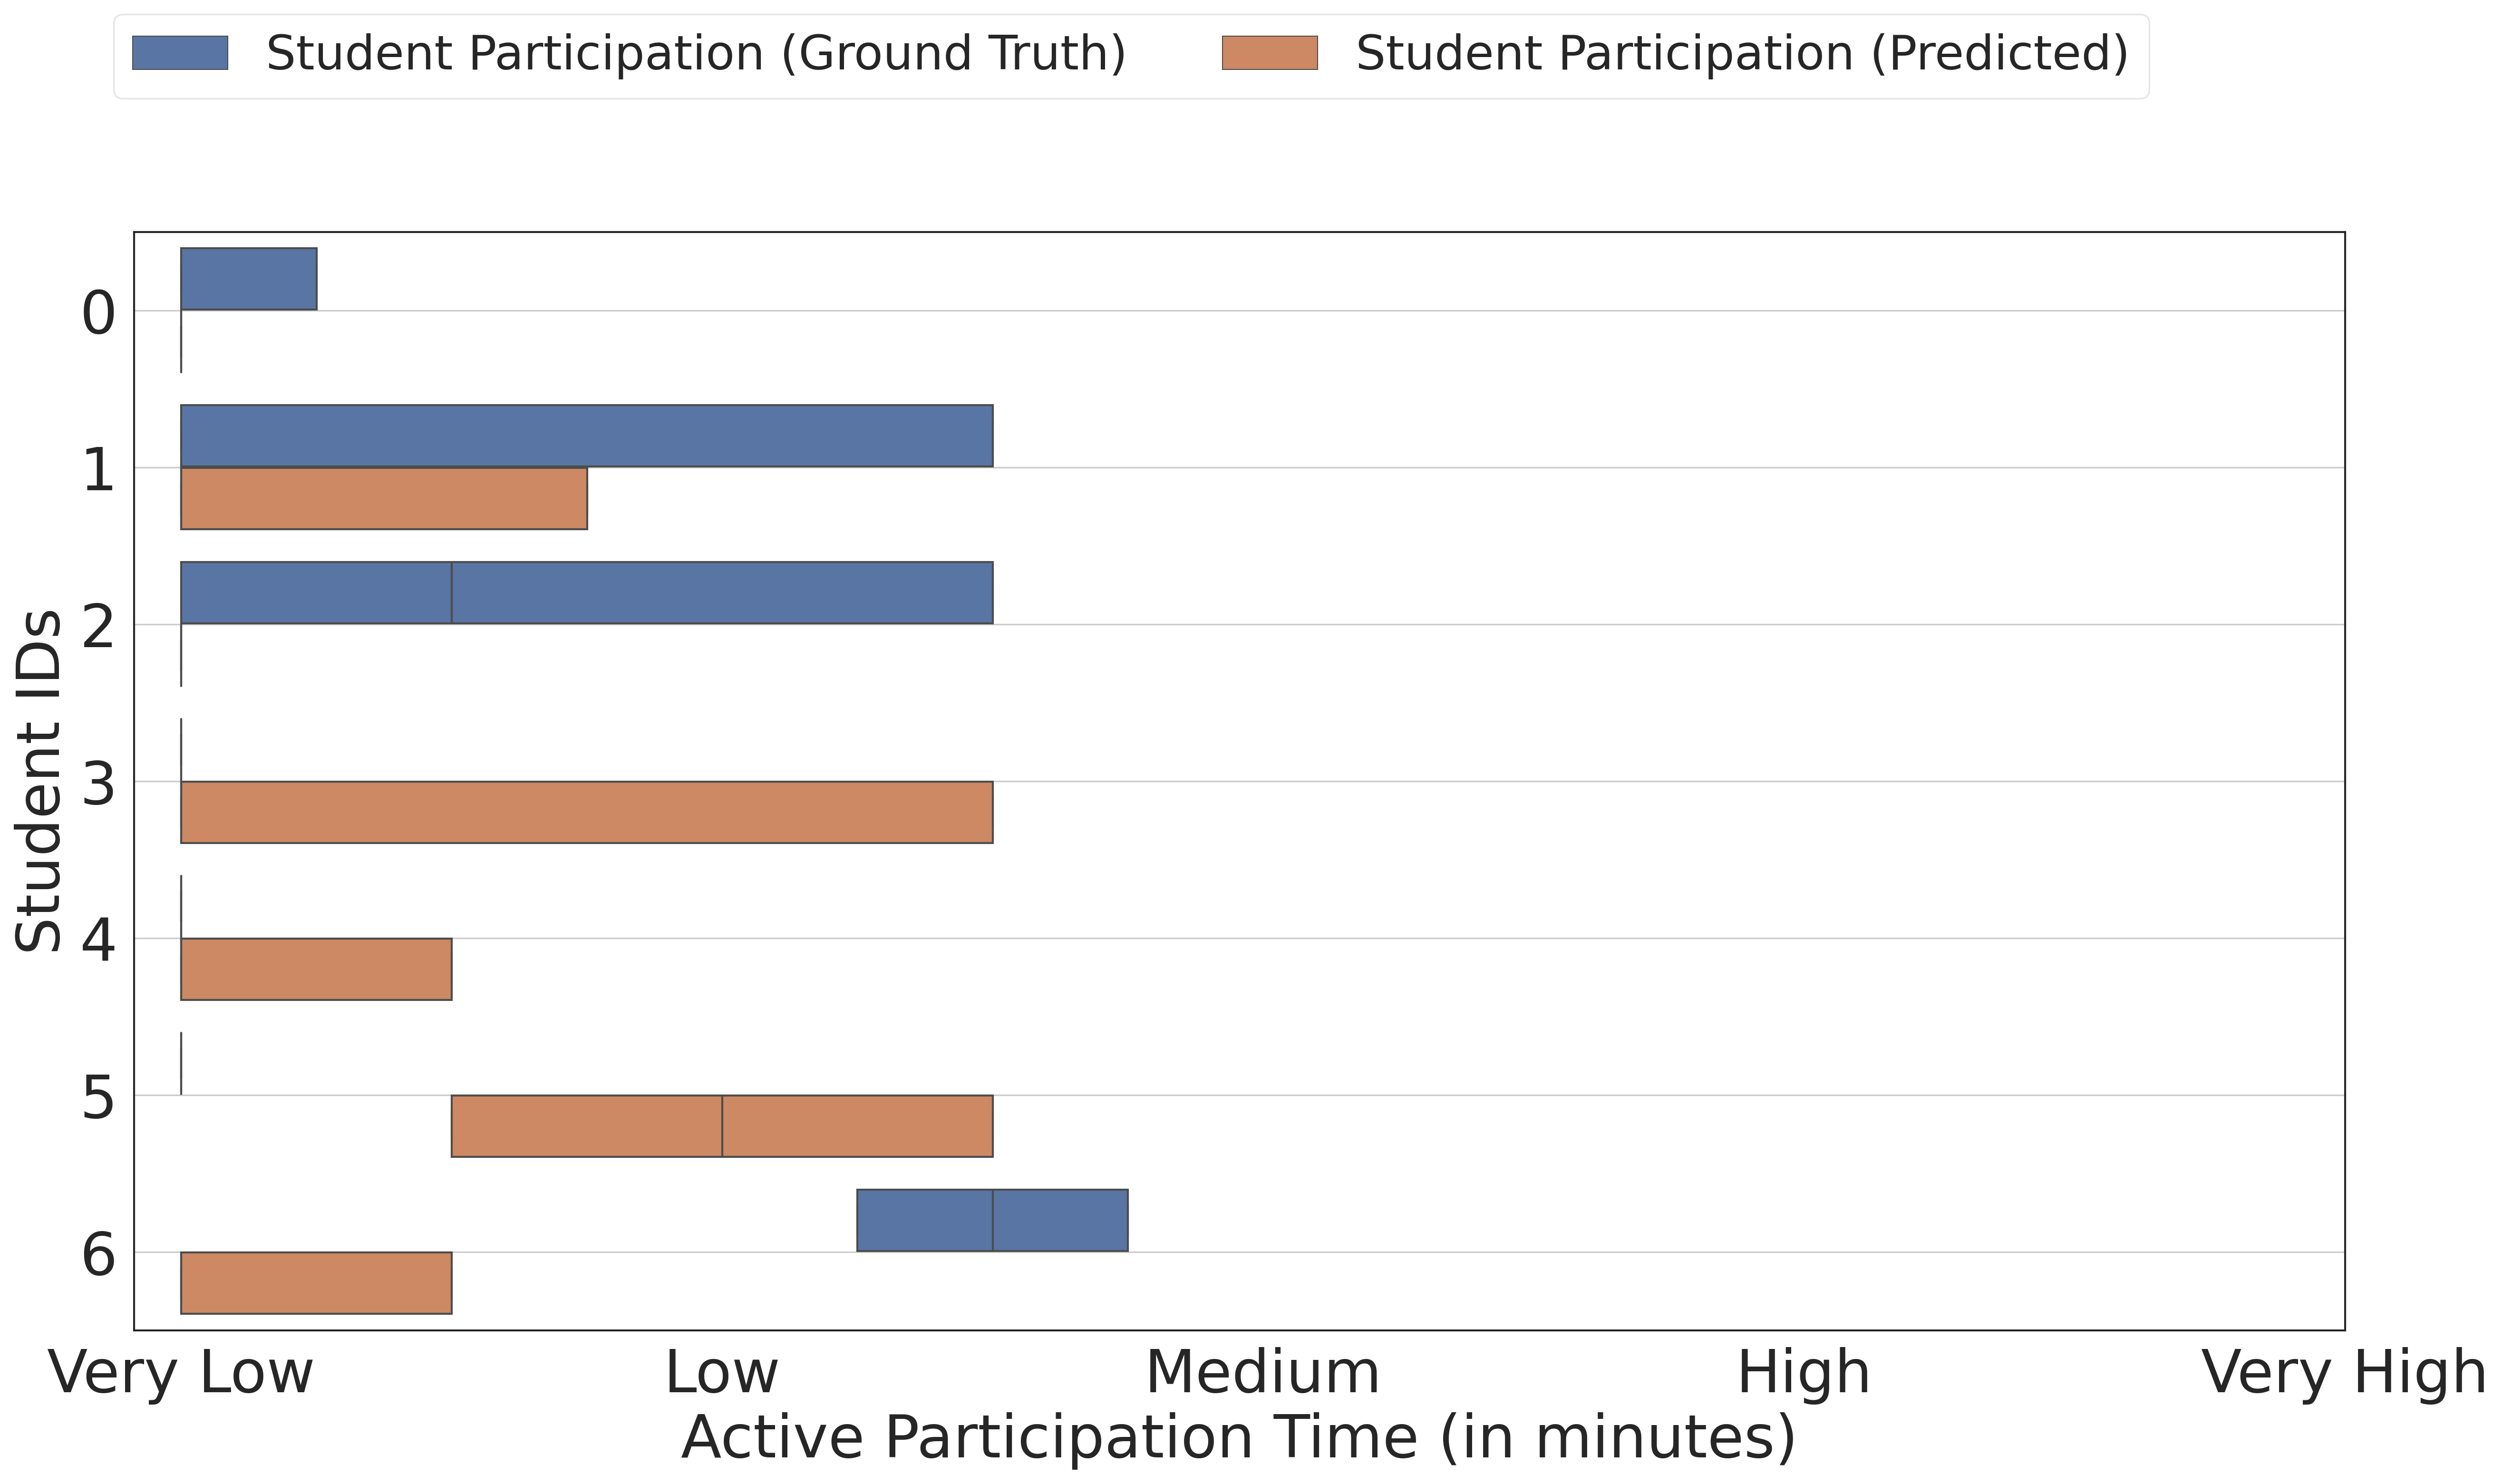 Student Participation (Ground Truth) Student Participation (Predicted)
Student IDs
0
1
2
3
4
5
6
Very Low Low Medium High Very High
Active Participation Time (in minutes)